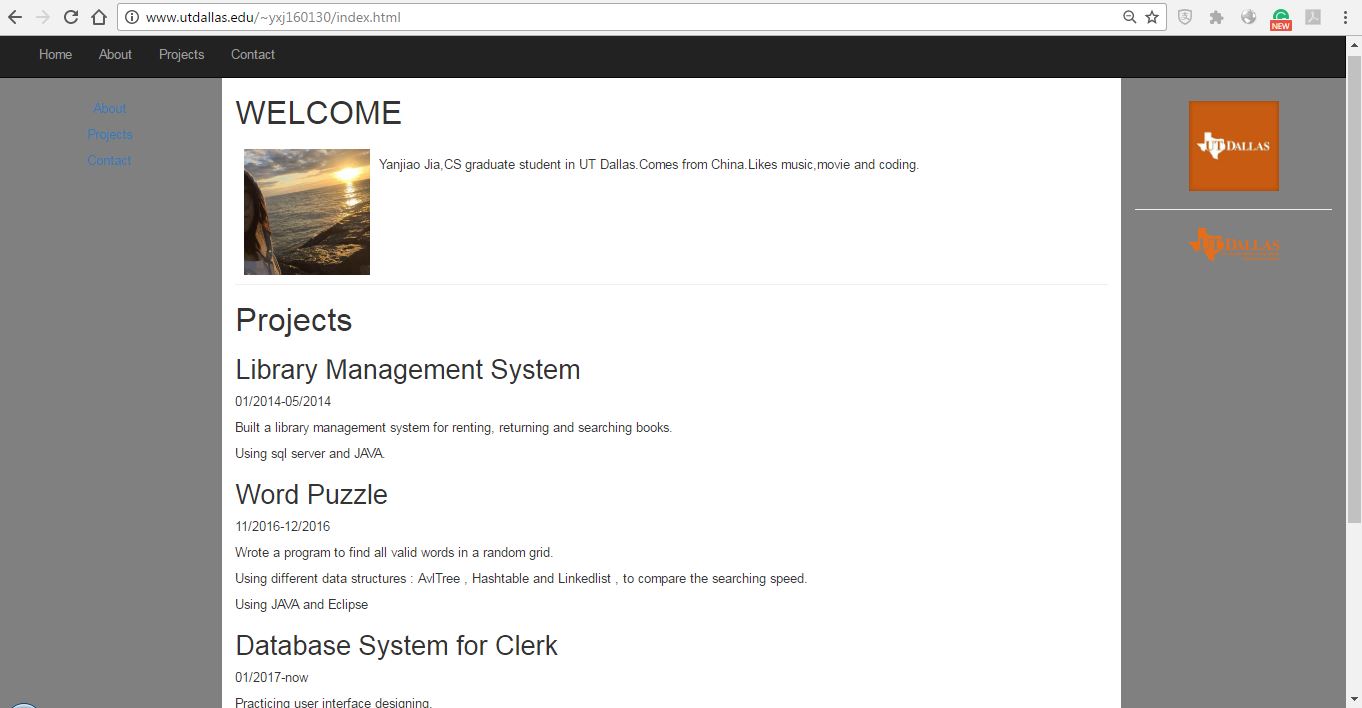 www.utdallas.edu/~yxj160130/index.html
NEW
Home About Projects Contact
About
Projects
Contact
WELCOME
Yanjiao Jia,CS graduate student in UT Dallas.Comes from China.Likes music,movie and coding.
UT DALLAS
UT DALLAS
Projects
Library Management System
01/2014-05/2014
Built a library management system for renting, returning and searching books.
Using sql server and JAVA.
Word Puzzle
11/2016-12/2016
Wrote a program to find all valid words in a random grid.
Using different data structures : AvlTree , Hashtable and Linkedlist , to compare the searching speed.
Using JAVA and Eclipse
Database System for Clerk
01/2017-now
Practicing user interface designing.